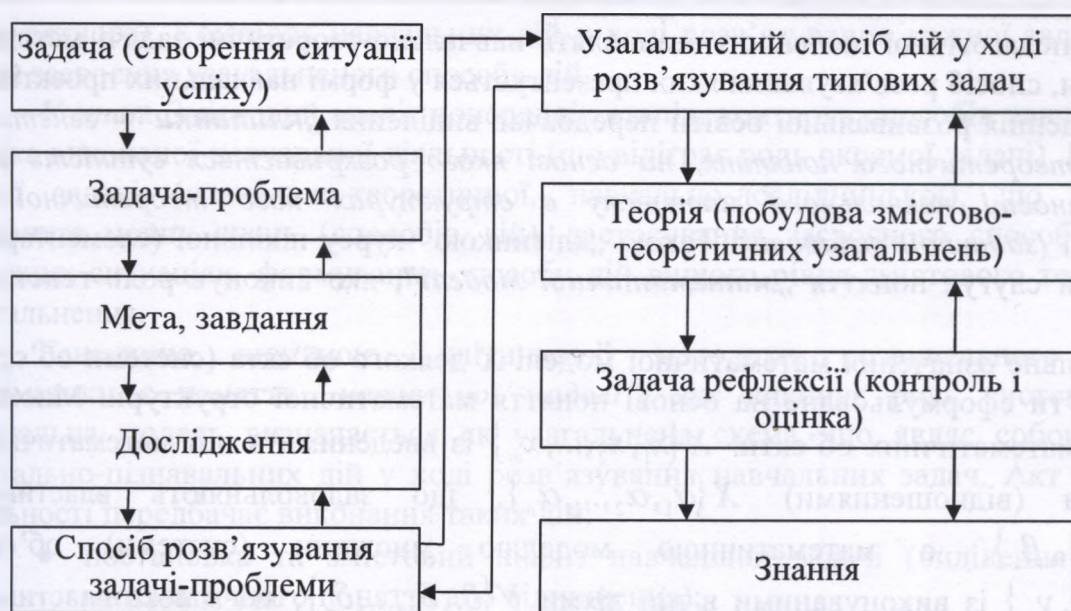 Задача (створення ситуації
успіху)
Задача-проблема
Мета, завдання
Дослідження
Спосіб розв’язування
задачі-проблеми
Узагальнений спосіб дій у ході
розв’язування типових задач
Теорія (побудова змістово-
теоретичних узагальнень)
Задача рефлексії (контроль і
оцінка)
Знання